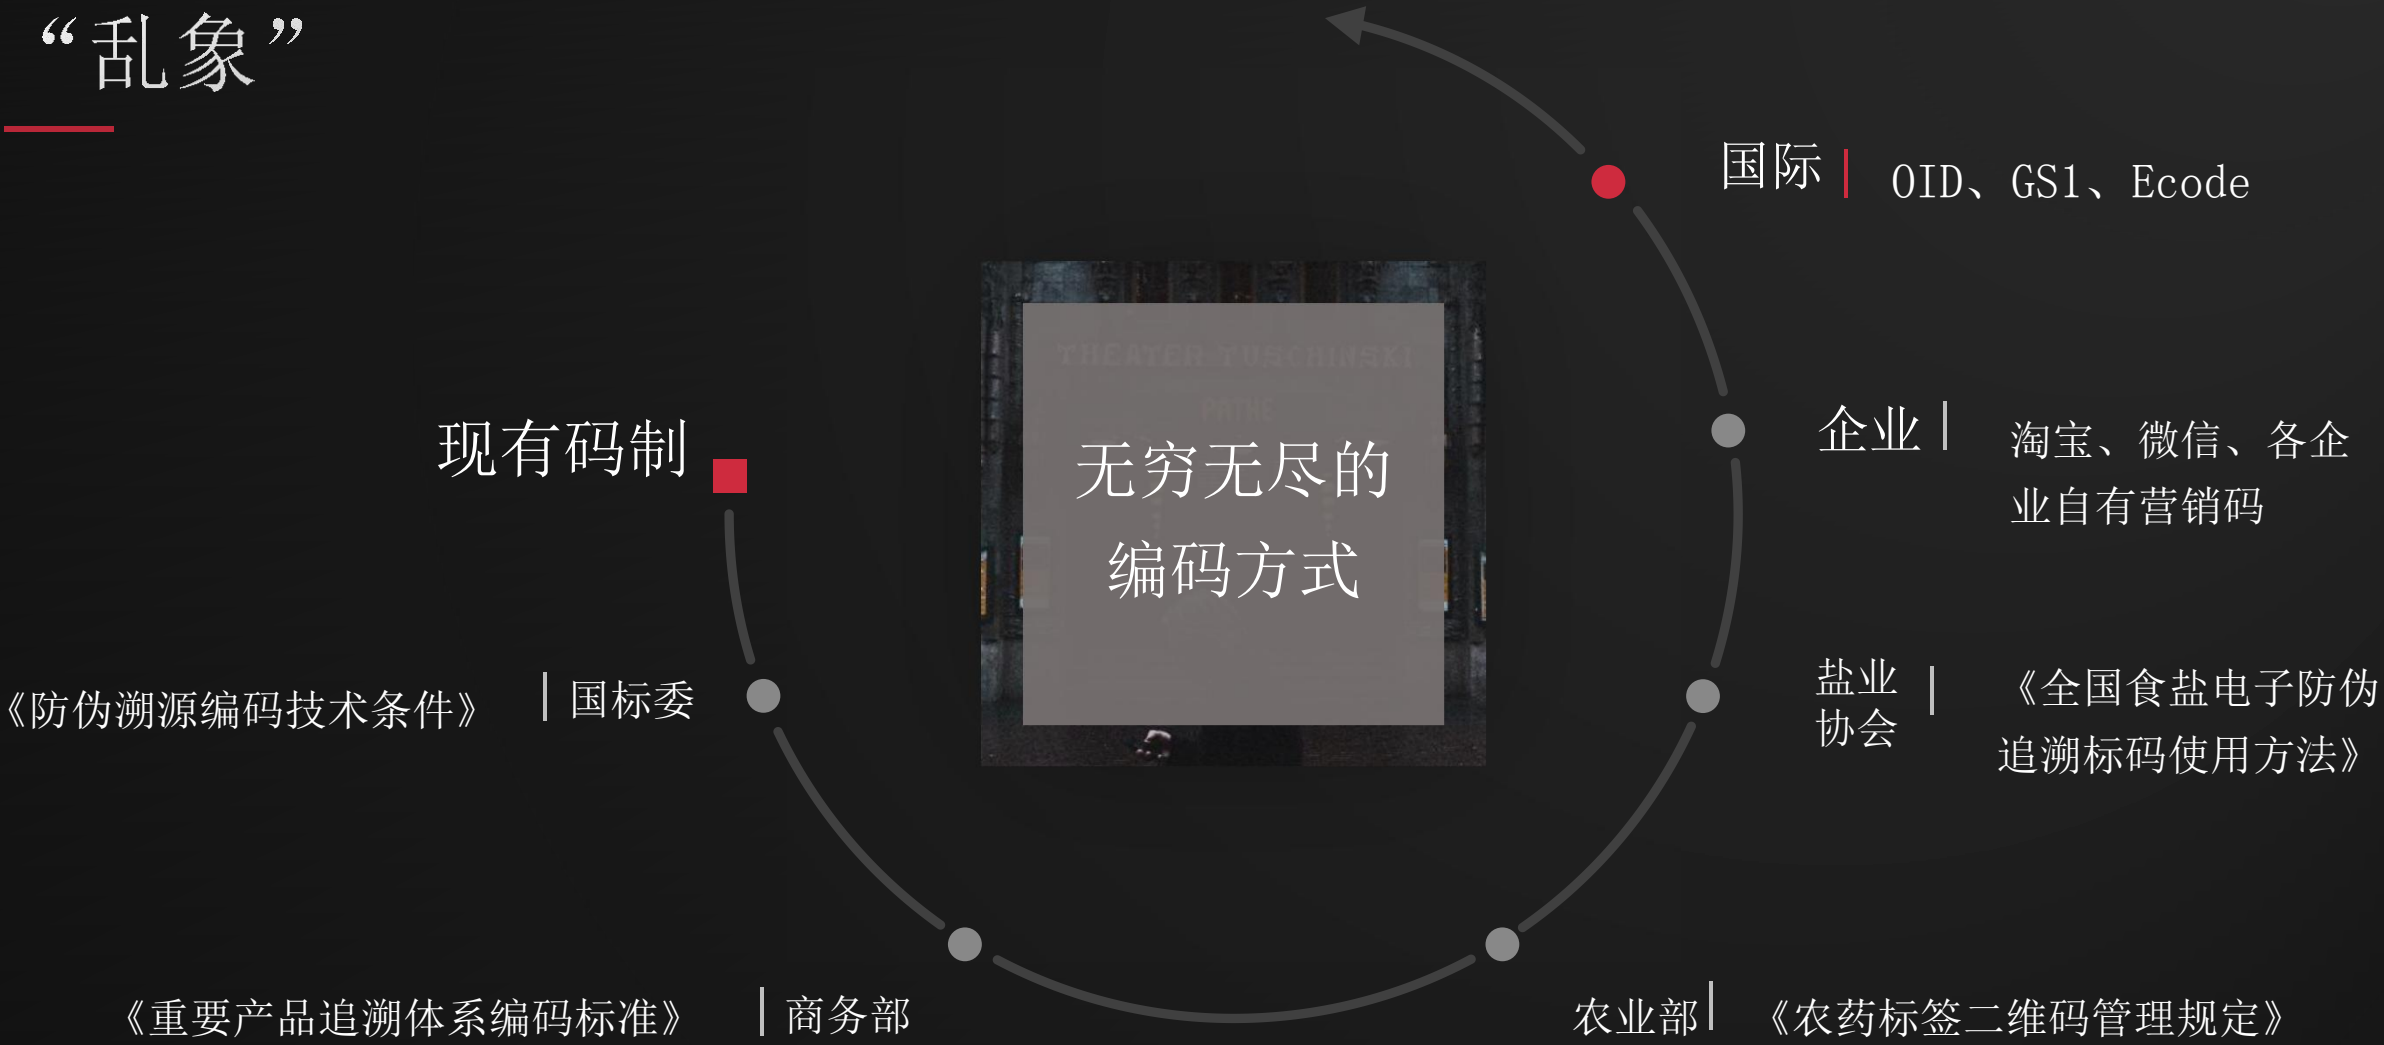 “乱象”
国际
OID、GS1、Ecode
THEATER TUSCHINSKI
PATHE
无穷无尽的
编码方式
现有码制
企业
淘宝、微信、各企
业自有营销码
国标委
《防伪溯源编码技术条件》
盐业
协会
《全国食盐电子防伪
追溯标码使用方法》
商务部
《重要产品追溯体系编码标准》
农业部
《农药标签二维码管理规定》